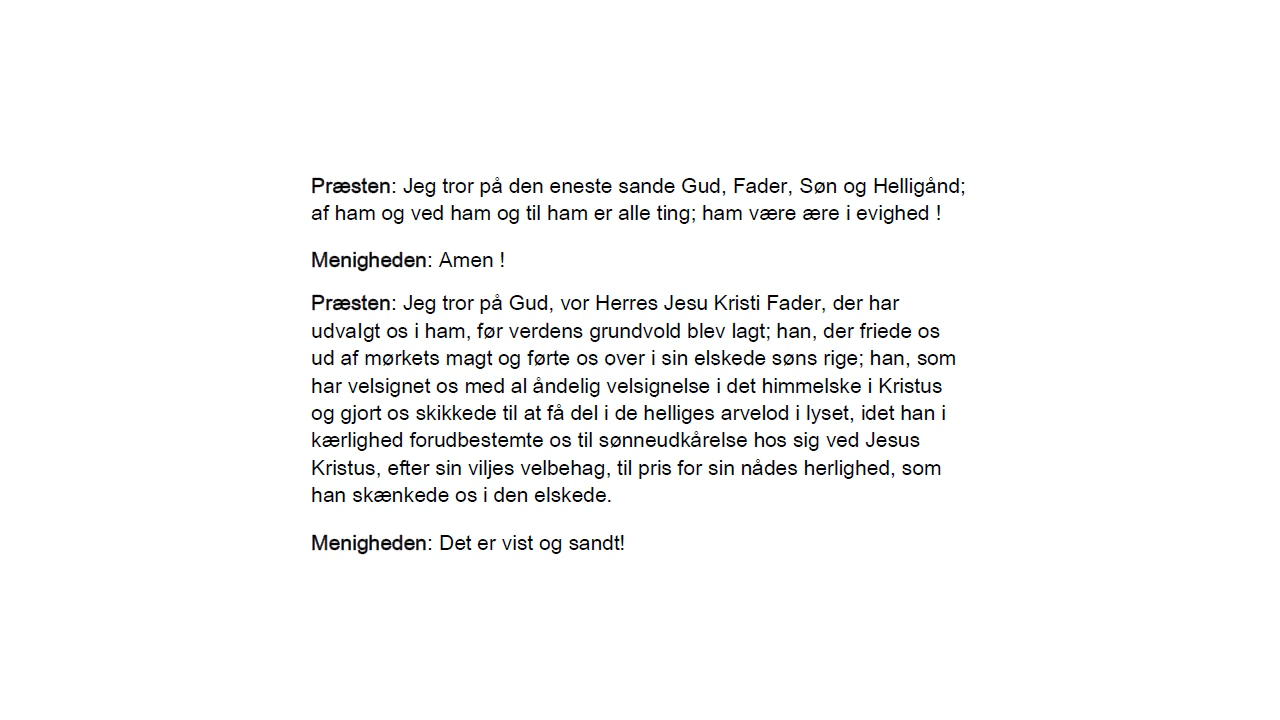 Præsten: Jeg tror på den eneste sande Gud, Fader, Søn og Helligånd;
af ham og ved ham og til ham er alle ting; ham være ære i evighed !
Menigheden: Amen !
Præsten: Jeg tror på Gud, vor Herres Jesu Kristi Fader, der har
udvalgt os i ham, før verdens grundvold blev lagt; han, der friede os
ud af mørkets magt og førte os over i sin elskede søns rige; han, som
har velsignet os med al åndelig velsignelse i det himmelske i Kristus
og gjort os skikkede til at få del i de helliges arvelod i lyset, idet han i
kærlighed forudbestemte os til sønneudkårelse hos sig ved Jesus
Kristus, efter sin viljes velbehag, til pris for sin nådes herlighed, som
han skænkede os i den elskede.
Menigheden: Det er vist og sandt!